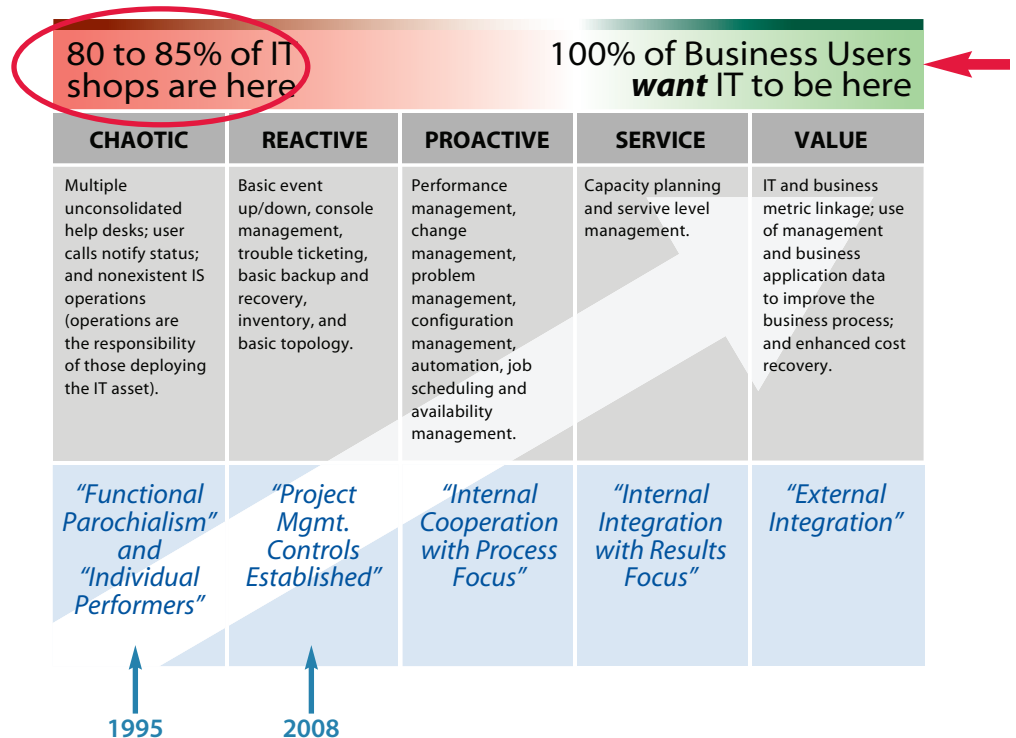 80 to 85% of IT
shops are here
100% of Business Users
want IT to be here
CHAOTIC
REACTIVE
PROACTIVE
SERVICE
VALUE
Multiple
unconsolidated
help desks; user
calls notify status;
and nonexistent IS
operations
(operations are
the responsibility
of those deploying
the IT asset).
Basic event
up/down, console
management,
trouble ticketing,
basic backup and
recovery,
inventory, and
basic topology.
Performance
management,
change
management,
problem
management,
configuration
management,
automation, job
scheduling and
availability
management.
Capacity planning
and servive level
management.
IT and business
metric linkage; use
of management
and business
application data
to improve the
business process;
and enhanced cost
recovery.
“Functional
Parochialism”
and
“Individual
Performers”
“Project
Mgmt.
Controls
Established”
“Internal
Cooperation
with Process
Focus”
“Internal
Integration
with Results
Focus”
“External
Integration”
1995
2008